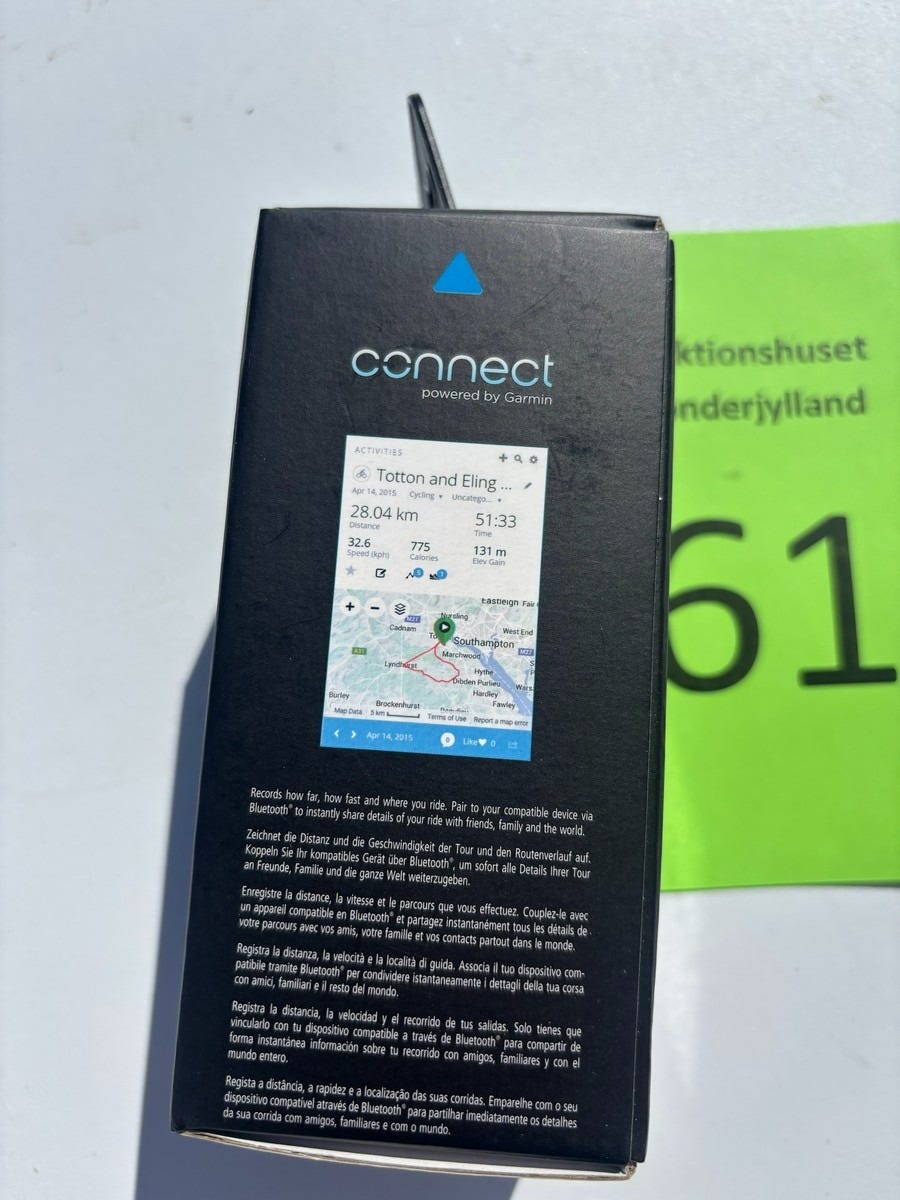 connect
powered by Garmin
ACTIVITIES
Totton and Eling ...
Apr 14, 2015 Cycling Uncatego...
28.04 km 51:33
Distance Time
32.6 775 131 m
Speed (kph) Calories Elev Gain
Eastleigh Fair
Nursling
M27
Cadnam
West End
Southampton
A31
M27
Marchwood
Lyndhurst
Hythe
Dibden Purlieu
Hardley
Burley
Fawley
Brockenhurst
Map Data 5 km Terms of Use Report a map error
Apr 14, 2015 0 Like 0
Records how far, how fast and where you ride. Pair to your compatible device via
Bluetooth® to instantly share details of your ride with friends, family and the world.
Zeichnet die Distanz und die Geschwindigkeit der Tour und den Routenverlauf auf.
Koppeln Sie Ihr kompatibles Gerät über Bluetooth®, um sofort alle Details Ihrer Tour
an Freunde, Familie und die ganze Welt weiterzugeben.
Enregistre la distance, la vitesse et le parcours que vous effectuez. Couplez-le avec
un appareil compatible en Bluetooth® et partagez instantanément tous les détails de
votre parcours avec vos amis, votre famille et vos contacts partout dans le monde.
Registra la distanza, la velocità e la località di guida. Associa il tuo dispositivo com-
patibile tramite Bluetooth® per condividere istantaneamente i dettagli della tua corsa
con amici, familiari e il resto del mondo.
Registra la distancia, la velocidad y el recorrido de tus salidas. Solo tienes que
vincularlo con tu dispositivo compatible a través de Bluetooth® para compartir de
forma instantánea información sobre tu recorrido con amigos, familiares y con el
mundo entero.
Regista a distância, a rapidez e a localização das suas corridas. Emparelhe com o seu
dispositivo compatível através de Bluetooth® para partilhar imediatamente os detalhes
da sua corrida com amigos, familiares e com o mundo.
ktionshuset
nderjylland
61